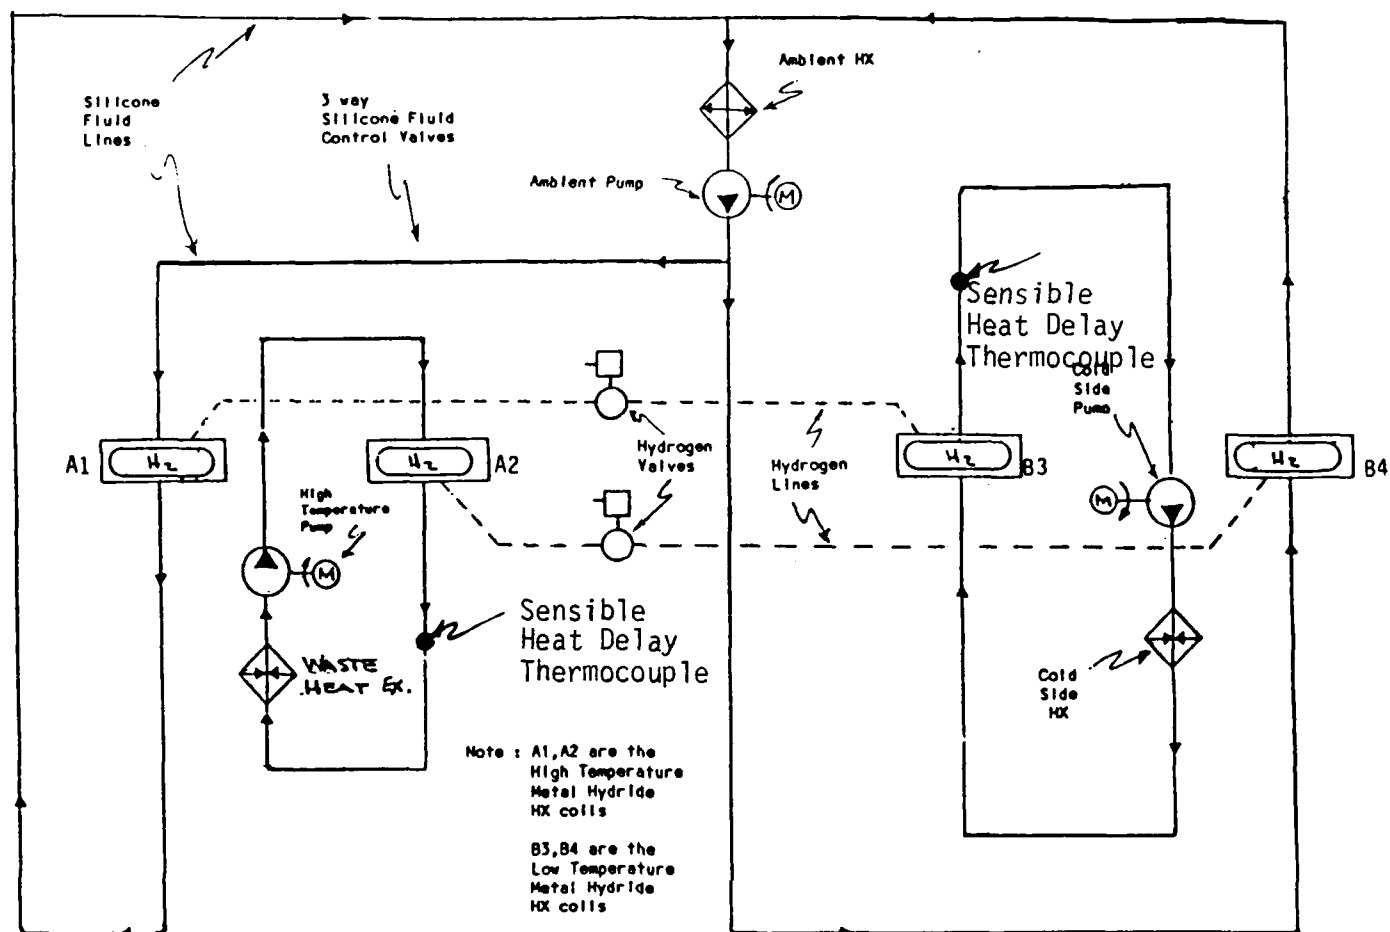 Ambient HX
Silicone
Fluid
Lines
3 way
Silicone Fluid
Control Valves
Ambient Pump
M
Sensible
Heat Delay
Thermocouple
Cold
Side
Pump
A1
H2
H2
A2
Hydrogen
Valves
Hydrogen
Lines
H2
B3
H2
B4
High
Temperature
Pump
M
M
Sensible
Heat Delay
Thermocouple
WASTE
HEAT EX.
Cold
Side
HX
Note : A1,A2 are the
High Temperature
Metal Hydride
HX coils
B3,B4 are the
Low Temperature
Metal Hydride
HX coils